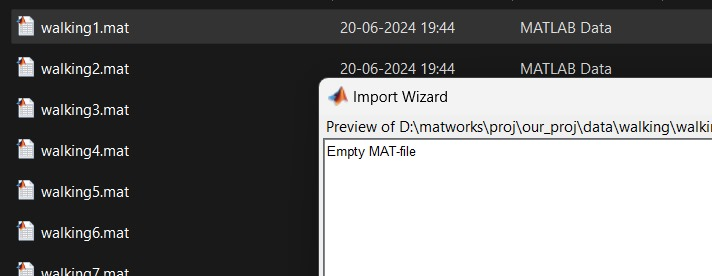 walking1.mat 20-06-2024 19:44 MATLAB Data
walking2.mat 20-06-2024 19:44 MATLAB Data
Import Wizard
walking3.mat
Preview of D:\matworks\proj\our_proj\data\walking\walki
Empty MAT-file
walking4.mat
walking5.mat
walking6.mat
walking7.mat